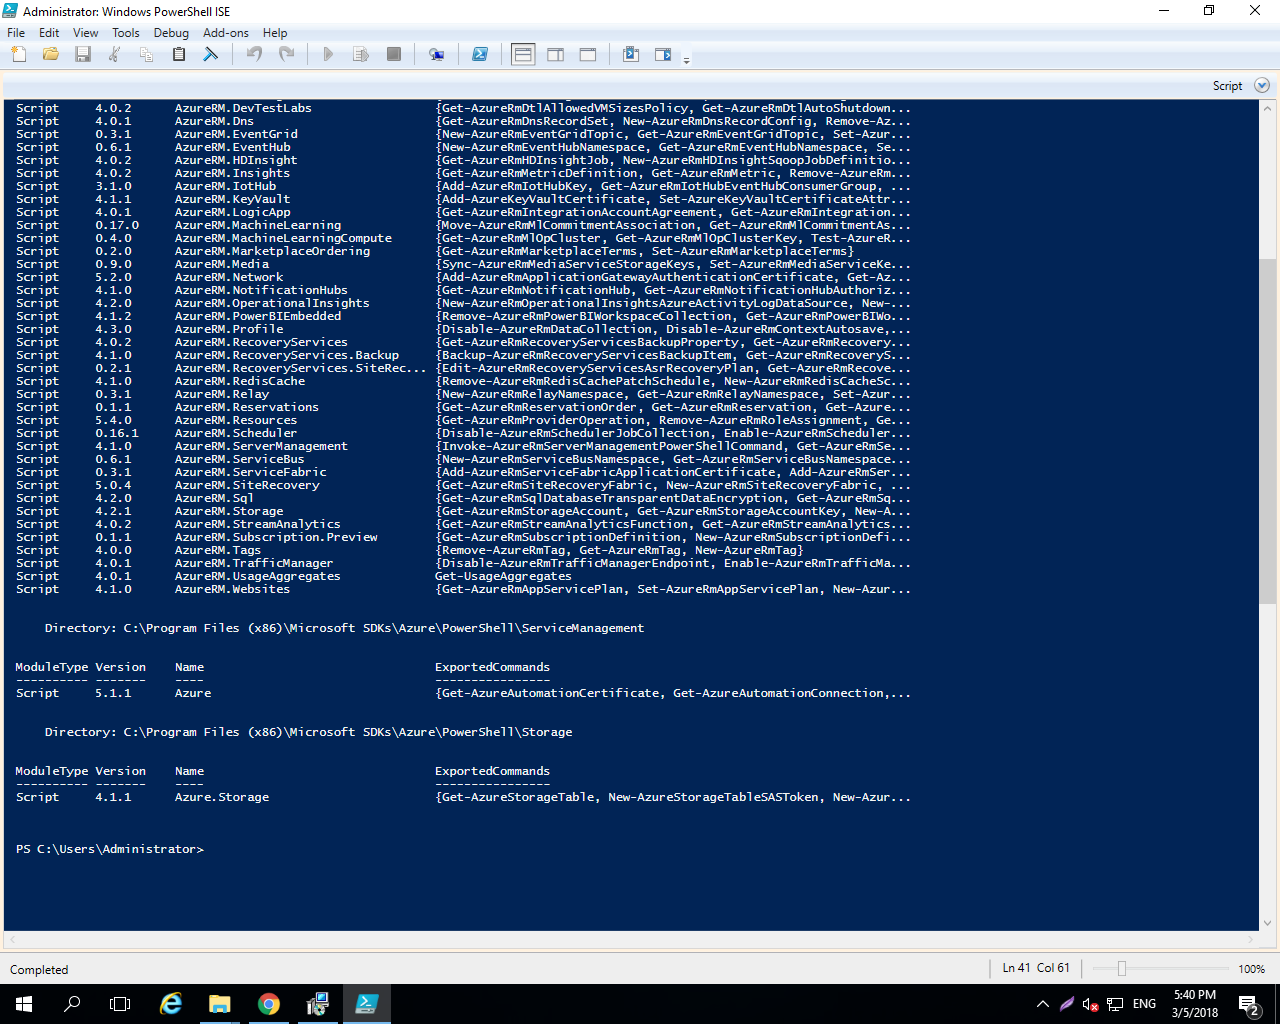 Administrator: Windows PowerShell ISE
File Edit View Tools Debug Add-ons Help
Script
Script 4.0.2 AzureRM.DevTestLabs {Get-AzureRmDtlAllowedVMSizesPolicy, Get-AzureRmDtlAutoShutdown...
Script 4.0.1 AzureRM.Dns {Get-AzureRmDnsRecordSet, New-AzureRmDnsRecordConfig, Remove-Az...
Script 0.3.1 AzureRM.EventGrid {New-AzureRmEventGridTopic, Get-AzureRmEventGridTopic, Set-Azur...
Script 0.6.1 AzureRM.EventHub {New-AzureRmEventHubNamespace, Get-AzureRmEventHubNamespace, Se...
Script 4.0.2 AzureRM.HDInsight {Get-AzureRmHDInsightJob, New-AzureRmHDInsightSqoopJobDefinitio...
Script 4.0.2 AzureRM.Insights {Get-AzureRmMetricDefinition, Get-AzureRmMetric, Remove-AzureRm...
Script 3.1.0 AzureRM.IotHub {Add-AzureRmIotHubKey, Get-AzureRmIotHubEventHubConsumerGroup, ...
Script 4.1.1 AzureRM.KeyVault {Add-AzureKeyVaultCertificate, Set-AzureKeyVaultCertificateAttr...
Script 4.0.1 AzureRM.LogicApp {Get-AzureRmIntegrationAccountAgreement, Get-AzureRmIntegration...
Script 0.17.0 AzureRM.MachineLearning {Move-AzureRmMlCommitmentAssociation, Get-AzureRmMlCommitmentAs...
Script 0.4.0 AzureRM.MachineLearningCompute {Get-AzureRmMlOpCluster, Get-AzureRmMlOpClusterKey, Test-AzureR...
Script 0.2.0 AzureRM.MarketplaceOrdering {Get-AzureRmMarketplaceTerms, Set-AzureRmMarketplaceTerms}
Script 0.9.0 AzureRM.Media {Sync-AzureRmMediaServiceStorageKeys, Set-AzureRmMediaServiceKe...
Script 5.2.0 AzureRM.Network {Add-AzureRmApplicationGatewayAuthenticationCertificate, Get-Az...
Script 4.1.0 AzureRM.NotificationHubs {Get-AzureRmNotificationHub, Get-AzureRmNotificationHubAuthoriz...
Script 4.2.0 AzureRM.OperationalInsights {New-AzureRmOperationalInsightsAzureActivityLogDataSource, New-...
Script 4.1.2 AzureRM.PowerBIEmbedded {Remove-AzureRmPowerBIWorkspaceCollection, Get-AzureRmPowerBIWo...
Script 4.3.0 AzureRM.Profile {Disable-AzureRmDataCollection, Disable-AzureRmContextAutosave,...
Script 4.0.2 AzureRM.RecoveryServices {Get-AzureRmRecoveryServicesBackupProperty, Get-AzureRmRecovery...
Script 4.1.0 AzureRM.RecoveryServices.Backup {Backup-AzureRmRecoveryServicesBackupItem, Get-AzureRmRecoveryS...
Script 0.2.1 AzureRM.RecoveryServices.SiteRec... {Edit-AzureRmRecoveryServicesAsrRecoveryPlan, Get-AzureRmRecove...
Script 4.1.0 AzureRM.RedisCache {Remove-AzureRmRedisCachePatchSchedule, New-AzureRmRedisCacheSc...
Script 0.3.1 AzureRM.Relay {New-AzureRmRelayNamespace, Get-AzureRmRelayNamespace, Set-Azur...
Script 0.1.1 AzureRM.Reservations {Get-AzureRmReservationOrder, Get-AzureRmReservation, Get-Azure...
Script 5.4.0 AzureRM.Resources {Get-AzureRmProviderOperation, Remove-AzureRmRoleAssignment, Ge...
Script 0.16.1 AzureRM.Scheduler {Disable-AzureRmSchedulerJobCollection, Enable-AzureRmScheduler...
Script 4.1.0 AzureRM.ServerManagement {Invoke-AzureRmServerManagementPowerShellCommand, Get-AzureRmSe...
Script 0.6.1 AzureRM.ServiceBus {New-AzureRmServiceBusNamespace, Get-AzureRmServiceBusNamespace...
Script 0.3.1 AzureRM.ServiceFabric {Add-AzureRmServiceFabricApplicationCertificate, Add-AzureRmSer...
Script 5.0.4 AzureRM.SiteRecovery {Get-AzureRmSiteRecoveryFabric, New-AzureRmSiteRecoveryFabric, ...
Script 4.2.0 AzureRM.Sql {Get-AzureRmSqlDatabaseTransparentDataEncryption, Get-AzureRmSq...
Script 4.2.1 AzureRM.Storage {Get-AzureRmStorageAccount, Get-AzureRmStorageAccountKey, New-A...
Script 4.0.2 AzureRM.StreamAnalytics {Get-AzureRmStreamAnalyticsFunction, Get-AzureRmStreamAnalytics...
Script 0.1.1 AzureRM.Subscription.Preview {Get-AzureRmSubscriptionDefinition, New-AzureRmSubscriptionDefi...
Script 4.0.0 AzureRM.Tags {Remove-AzureRmTag, Get-AzureRmTag, New-AzureRmTag}
Script 4.0.1 AzureRM.TrafficManager {Disable-AzureRmTrafficManagerEndpoint, Enable-AzureRmTrafficMa...
Script 4.0.1 AzureRM.UsageAggregates Get-UsageAggregates
Script 4.1.0 AzureRM.Websites {Get-AzureRmAppServicePlan, Set-AzureRmAppServicePlan, New-Azur...
Directory: C:\Program Files (x86)\Microsoft SDKs\Azure\PowerShell\ServiceManagement
ModuleType Version Name ExportedCommands
---------- ------- ---- ----------------
Script 5.1.1 Azure {Get-AzureAutomationCertificate, Get-AzureAutomationConnection,...
Directory: C:\Program Files (x86)\Microsoft SDKs\Azure\PowerShell\Storage
ModuleType Version Name ExportedCommands
---------- ------- ---- ----------------
Script 4.1.1 Azure.Storage {Get-AzureStorageTable, New-AzureStorageTableSASToken, New-Azur...
PS C:\Users\Administrator>
Completed
Ln 41 Col 61
100%
ENG
5:40 PM
3/5/2018
2